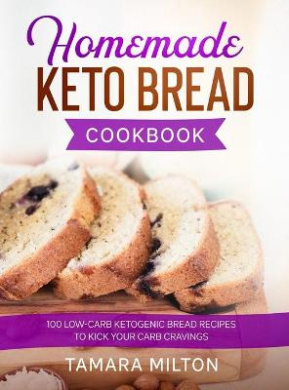 Homemade
KETO BREAD
COOKBOOK
100 LOW-CARB KETOGENIC BREAD RECIPES
TO KICK YOUR CARB CRAVINGS
TAMARA MILTON